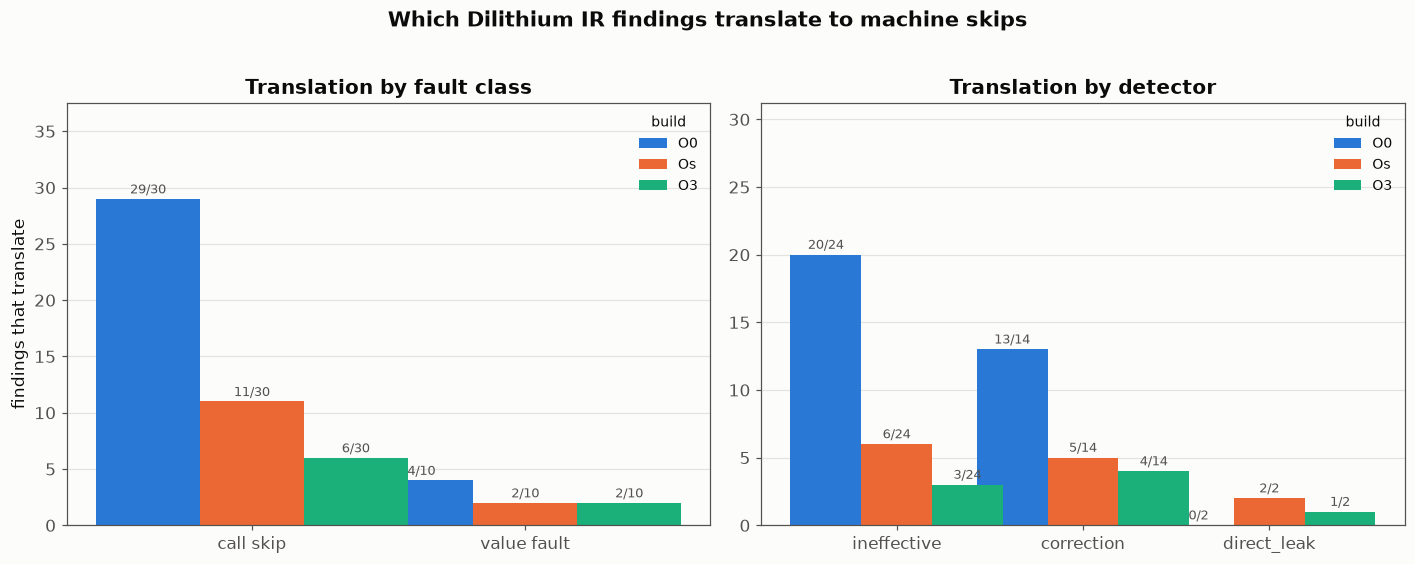 Which Dilithium IR findings translate to machine skips
Translation by fault class
findings that translate
35
30
25
20
15
10
5
0
build
O0
Os
O3
29/30
11/30
6/30
4/10
2/10
2/10
call skip
value fault
Translation by detector
30
25
20
15
10
5
0
build
O0
Os
O3
20/24
6/24
3/24
13/14
5/14
4/14
0/2
2/2
1/2
ineffective
correction
direct_leak